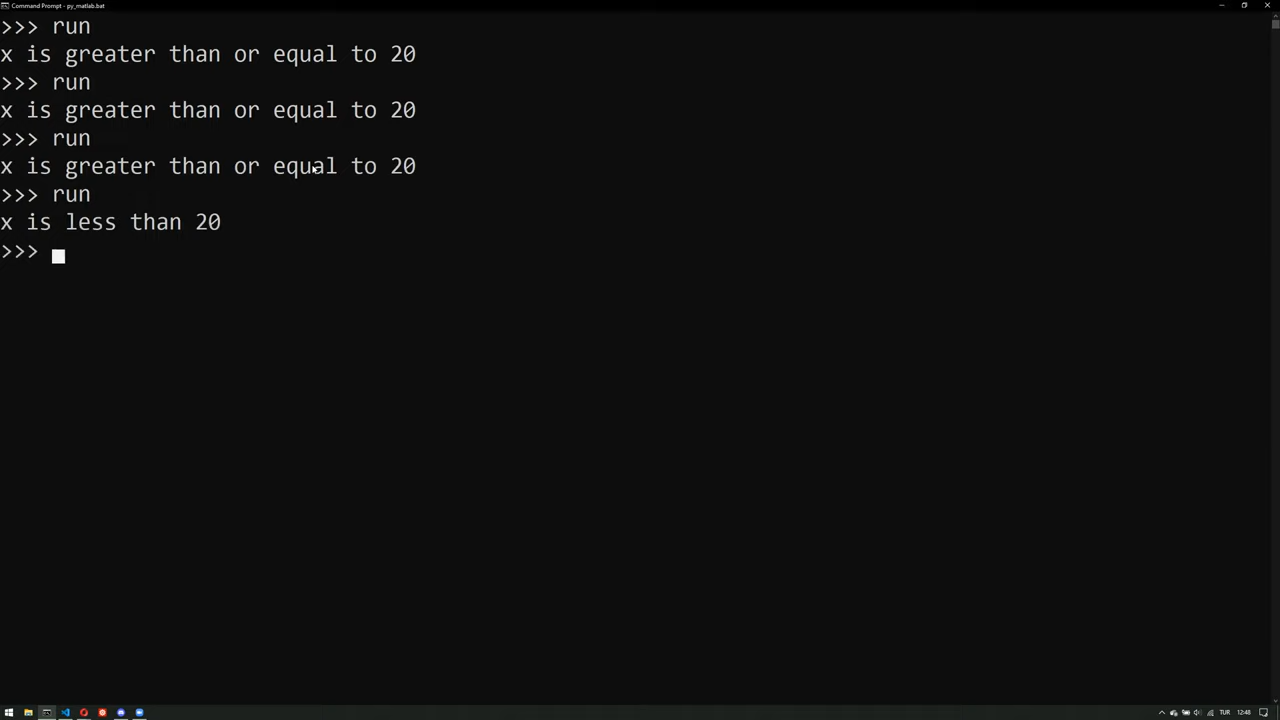 Command Prompt - py_matlab.bat
>>> run
x is greater than or equal to 20
>>> run
x is greater than or equal to 20
>>> run
x is greater than or equal to 20
>>> run
x is less than 20
>>>
TUR 12:48